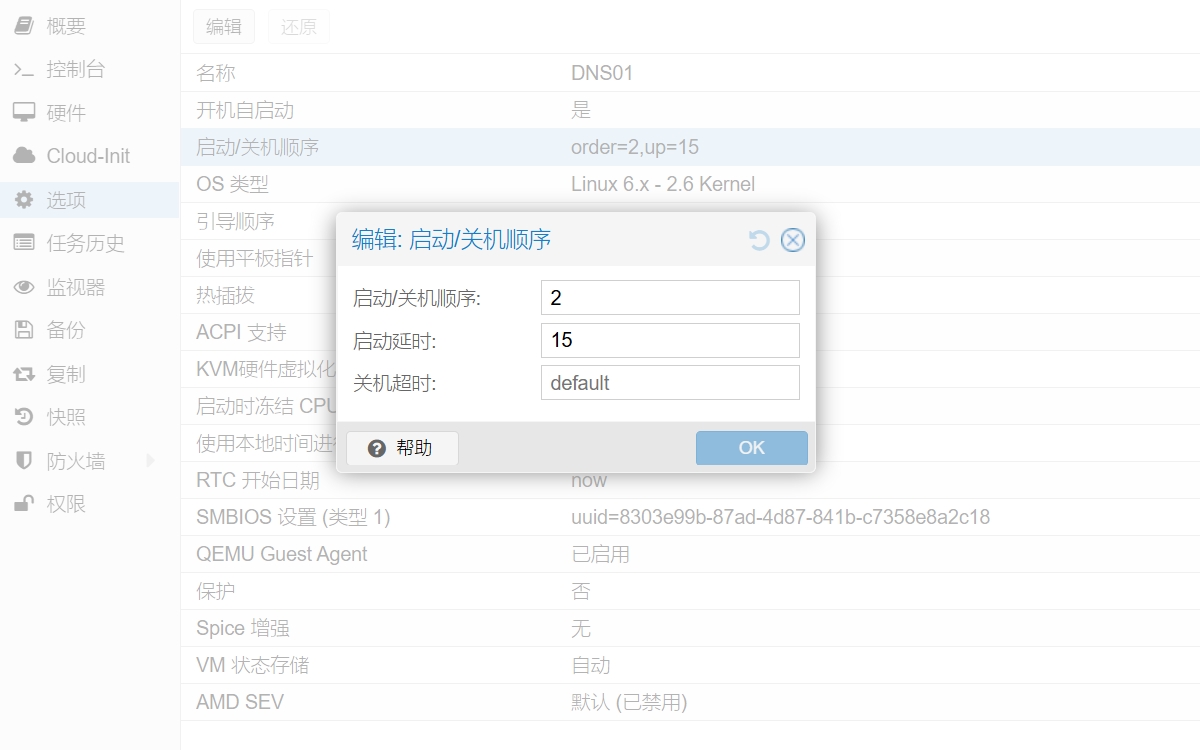 概要
控制台
硬件
Cloud-Init
选项
任务历史
监视器
备份
复制
快照
防火墙
权限
编辑 还原
名称 DNS01
开机自启动 是
启动/关机顺序 order=2,up=15
OS 类型 Linux 6.x - 2.6 Kernel
引导顺序
使用平板指针
热插拔
ACPI 支持
KVM硬件虚拟化
启动时冻结 CPU
使用本地时间进行
RTC 开始日期 now
SMBIOS 设置 (类型 1) uuid=8303e99b-87ad-4d87-841b-c7358e8a2c18
QEMU Guest Agent 已启用
保护 否
Spice 增强 无
VM 状态存储 自动
AMD SEV 默认 (已禁用)
编辑: 启动/关机顺序
启动/关机顺序: 2
启动延时: 15
关机超时: default
帮助 OK